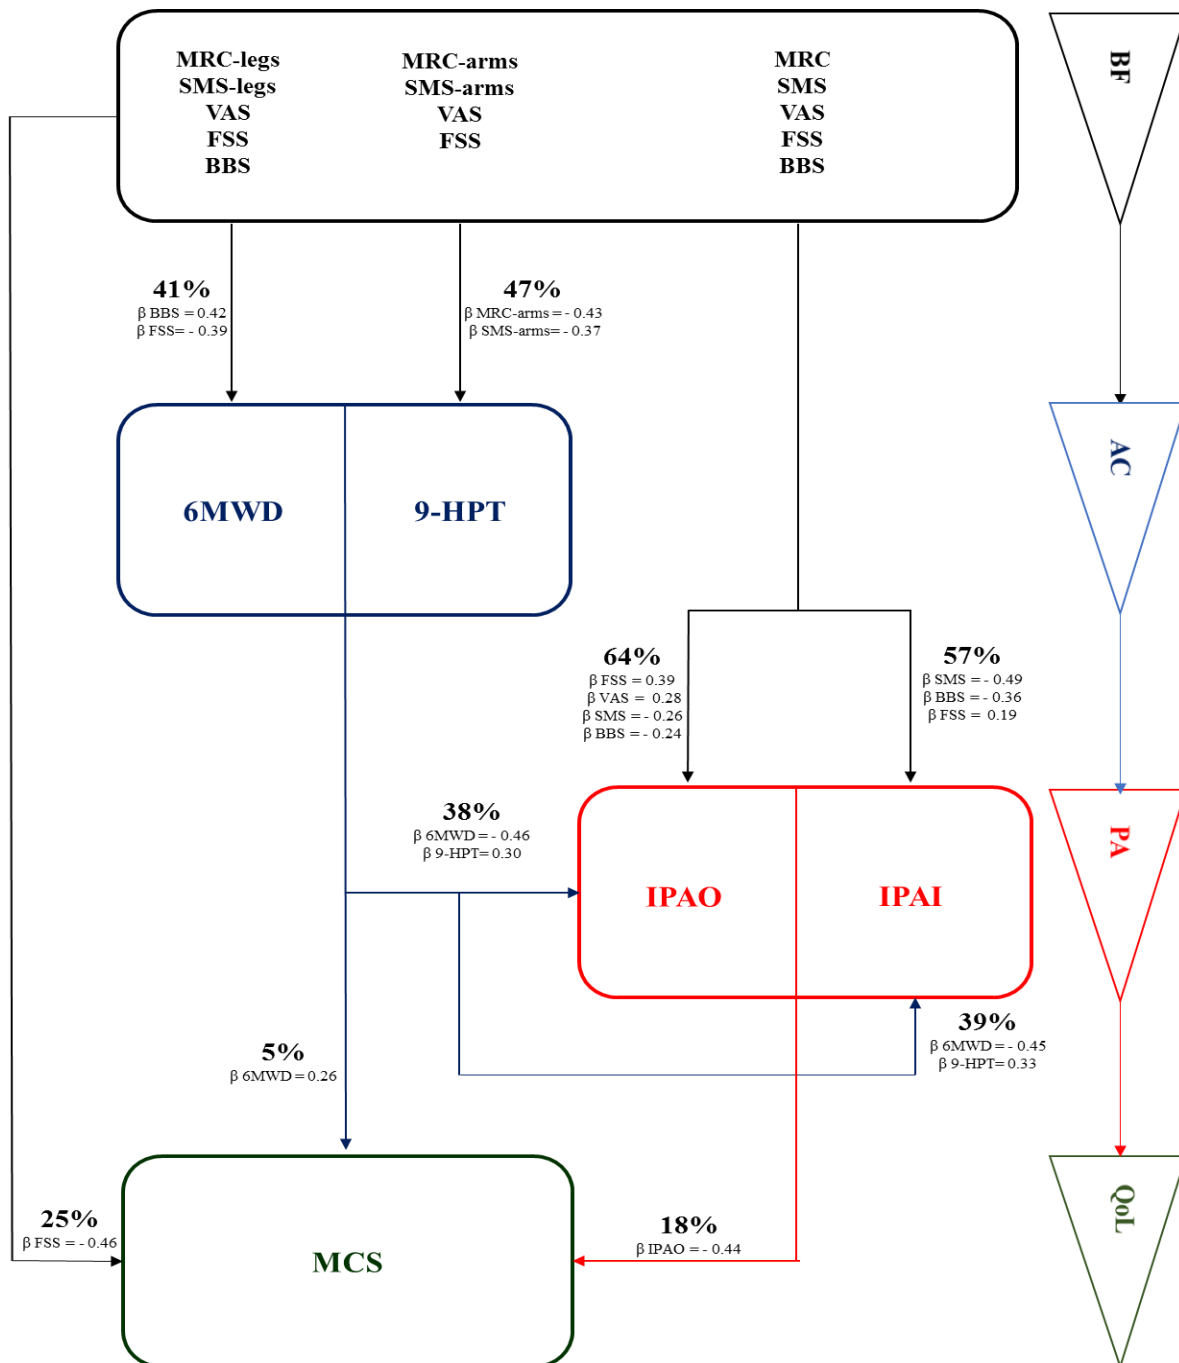 MRC-legs
SMS-legs
VAS
FSS
BBS
MRC-arms
SMS-arms
VAS
FSS
MRC
SMS
VAS
FSS
BBS
BF
41%
β BBS = 0.42
β FSS= - 0.39
47%
β MRC-arms = - 0.43
β SMS-arms= - 0.37
6MWD
9-HPT
AC
64%
β FSS = 0.39
β VAS = 0.28
β SMS = - 0.26
β BBS = - 0.24
57%
β SMS = - 0.49
β BBS = - 0.36
β FSS = 0.19
38%
β 6MWD = - 0.46
β 9-HPT= 0.30
IPAO
IPAI
PA
39%
β 6MWD = - 0.45
β 9-HPT= 0.33
5%
β 6MWD = 0.26
25%
β FSS = - 0.46
MCS
18%
β IPAO = - 0.44
QoL